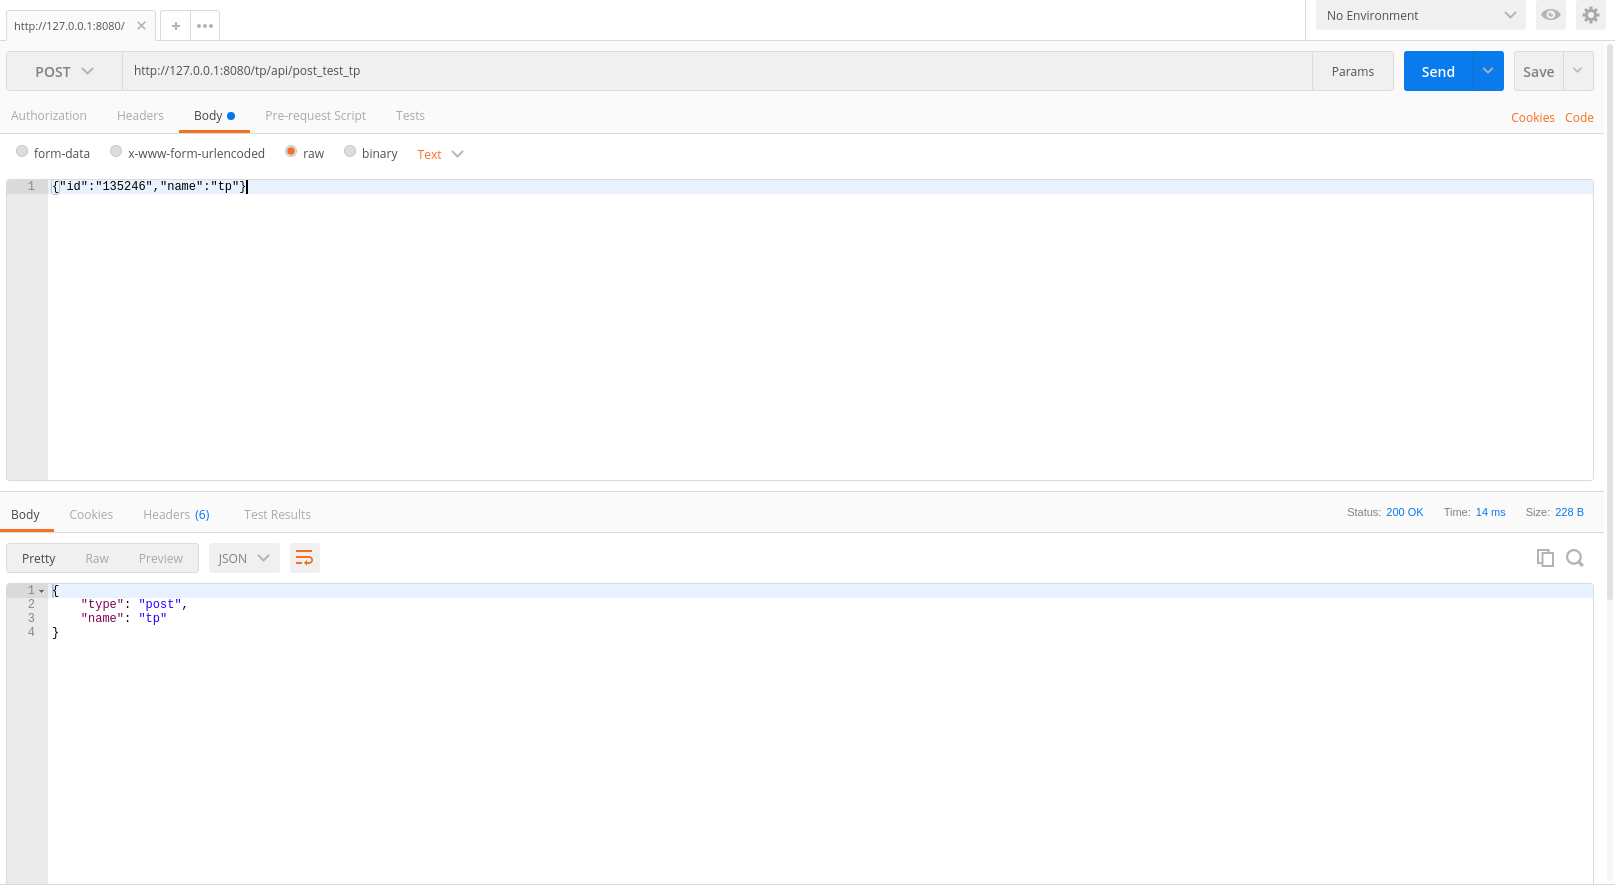 http://127.0.0.1:8080/
No Environment
POST http://127.0.0.1:8080/tp/api/post_test_tp Params Send Save
Authorization Headers Body Pre-request Script Tests Cookies Code
form-data x-www-form-urlencoded raw binary Text
1 {"id":"135246","name":"tp"}
Body Cookies Headers (6) Test Results Status: 200 OK Time: 14 ms Size: 228 B
Pretty Raw Preview JSON
1 {
2 "type": "post",
3 "name": "tp"
4 }